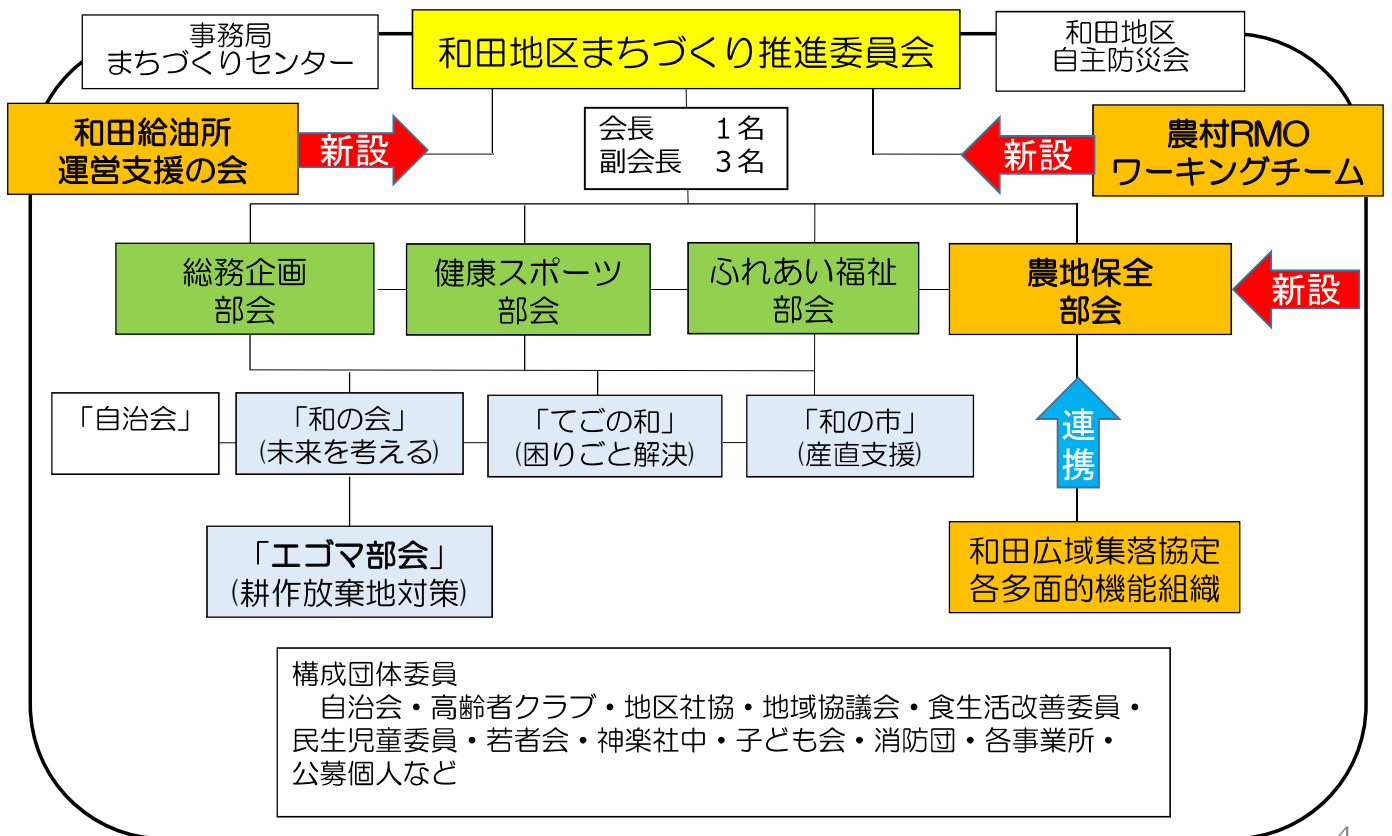 事務局
まちづくりセンター
和田地区まちづくり推進委員会
和田地区
自主防災会
和田給油所
運営支援の会
新設
会長　　１名
副会長　３名
新設
農村RMO
ワーキングチーム
総務企画
部会
健康スポーツ
部会
ふれあい福祉
部会
農地保全
部会
新設
「自治会」
「和の会」
(未来を考える)
「てごの和」
(困りごと解決)
「和の市」
(産直支援)
連
携
「エゴマ部会」
(耕作放棄地対策)
和田広域集落協定
各多面的機能組織
構成団体委員
自治会・高齢者クラブ・地区社協・地域協議会・食生活改善委員・
民生児童委員・若者会・神楽社中・子ども会・消防団・各事業所・
公募個人など